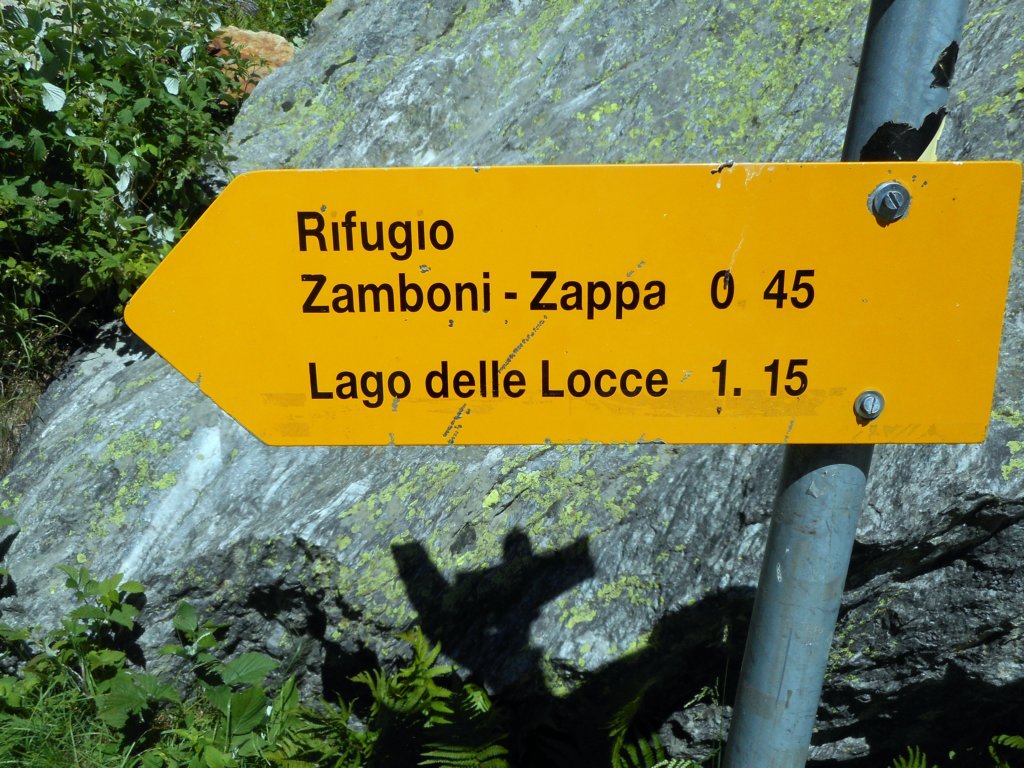 Rifugio
Zamboni - Zappa 0 45
Lago delle Locce 1. 15